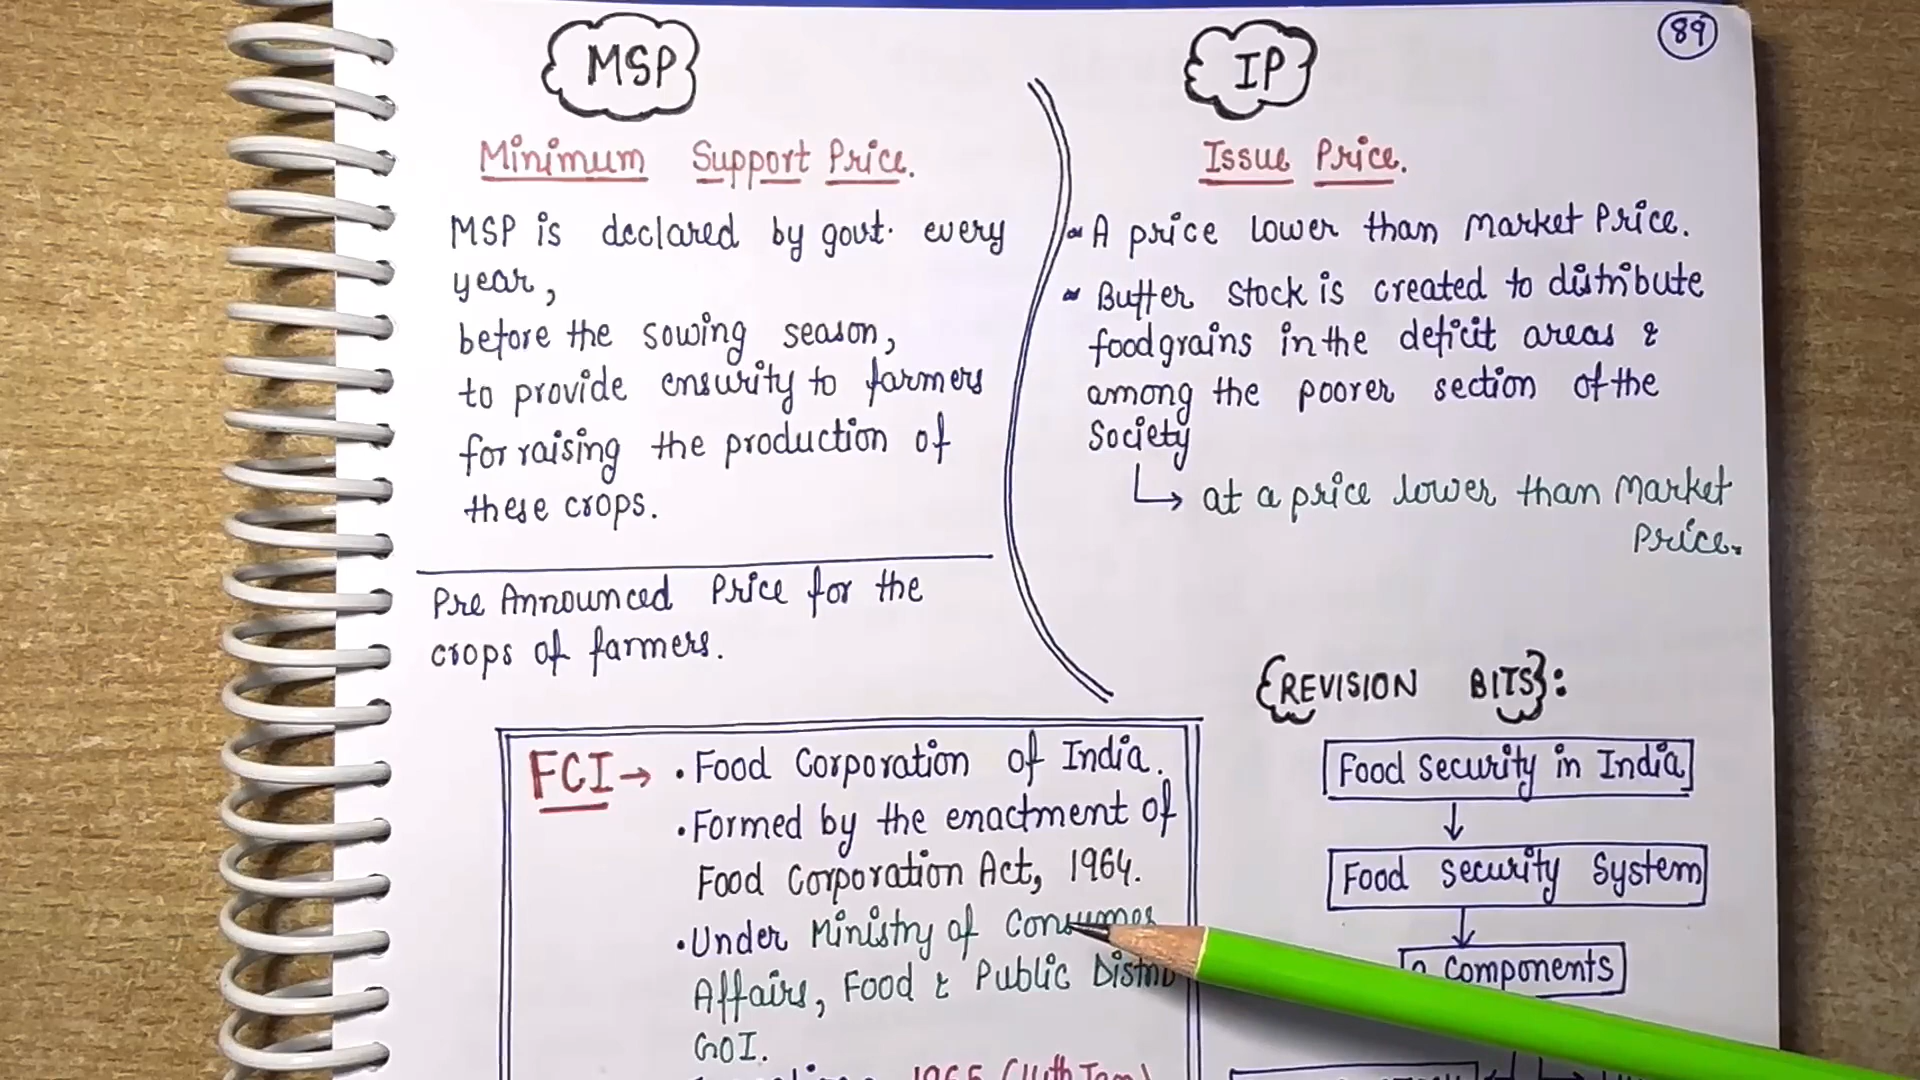 89
MSP
Minimum Support Price.
MSP is declared by govt. every
year,
before the sowing season,
to provide ensurity to farmers
for raising the production of
these crops.
Pre Announced Price for the
crops of farmers.
IP
Issue Price.
A price lower than Market Price.
Buffer stock is created to distribute
foodgrains in the deficit areas &
among the poorer section of the
Society
at a price lower than Market
Price.
FCI → • Food Corporation of India.
• Formed by the enactment of
Food Corporation Act, 1964.
• Under Ministry of Consumer
Affairs, Food & Public
GOI.
1965
REVISION BITS:
Food Security in India
Food Security System
Components